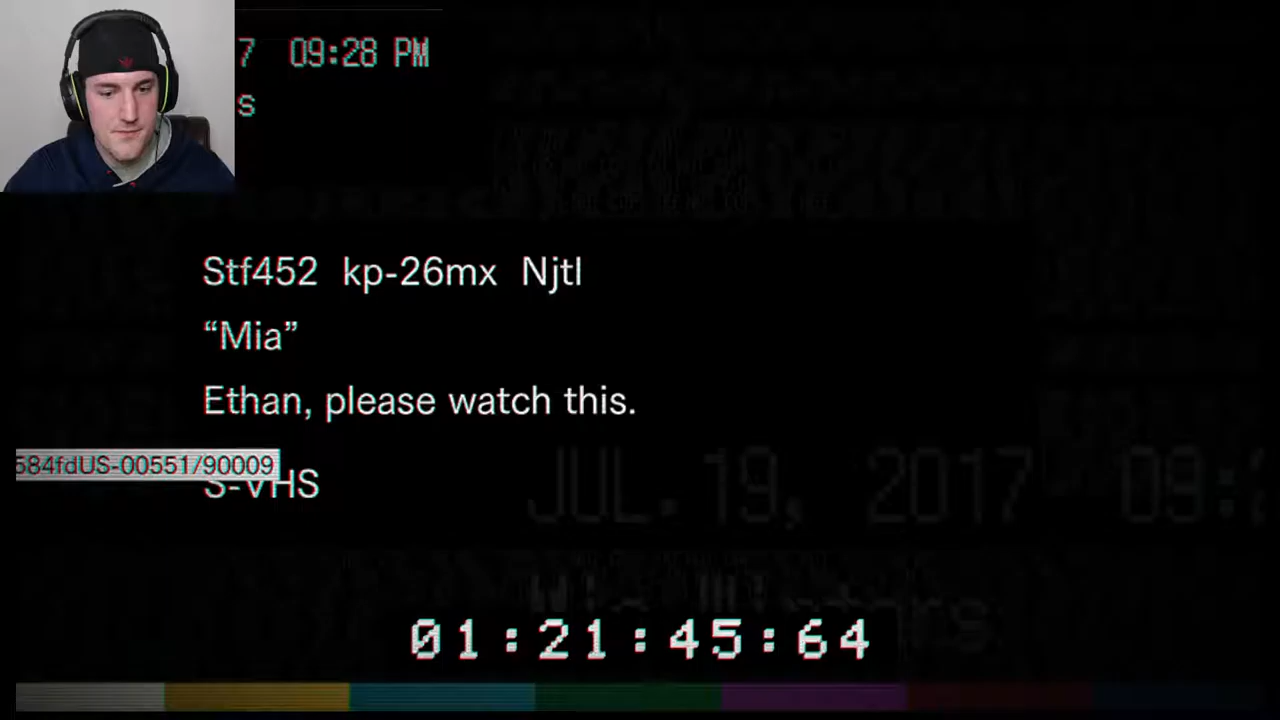 7 09:28 PM
s
Stf452 kp-26mx Njtl
“Mia”
Ethan, please watch this.
584fdUS-00551/90009
S-VHS
JUL. 19, 2017 09:
01:21:45:64